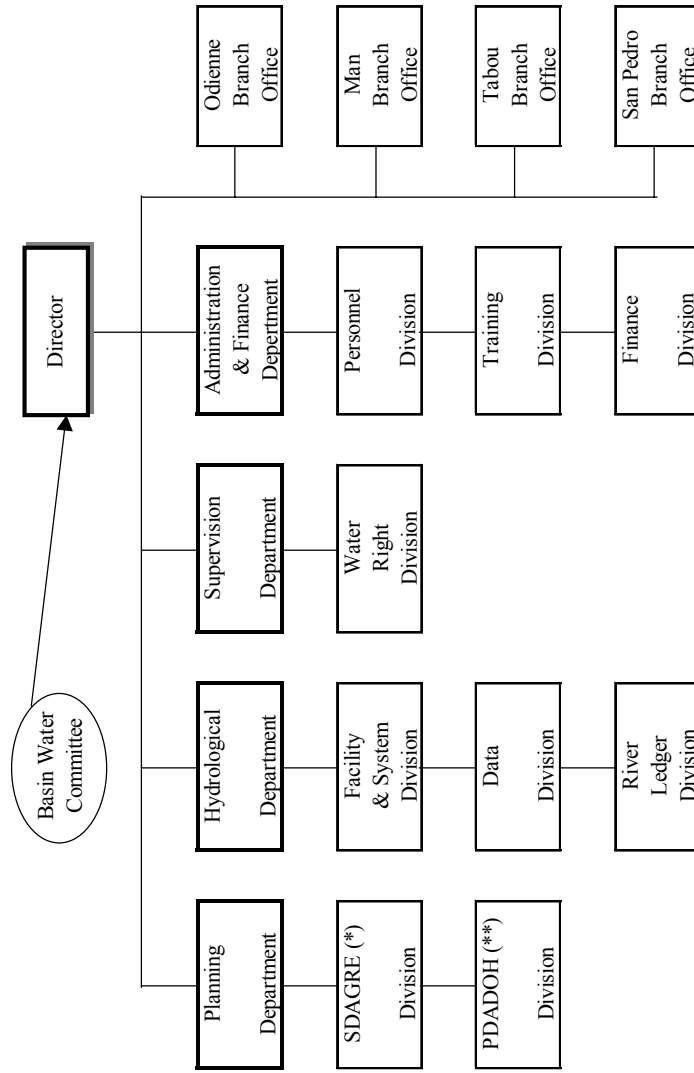 Basin Water
Committee
Director
Planning
Department
SDAGRE (*)
Division
PDADOH (**)
Division
Hydrological
Department
Facility
& System
Division
Data
Division
River
Ledger
Division
Supervision
Department
Water
Right
Division
Administration
& Finance
Depertment
Personnel
Division
Training
Division
Finance
Division
Odienne
Branch
Office
Man
Branch
Office
Tabou
Branch
Office
San Pedro
Branch
Office